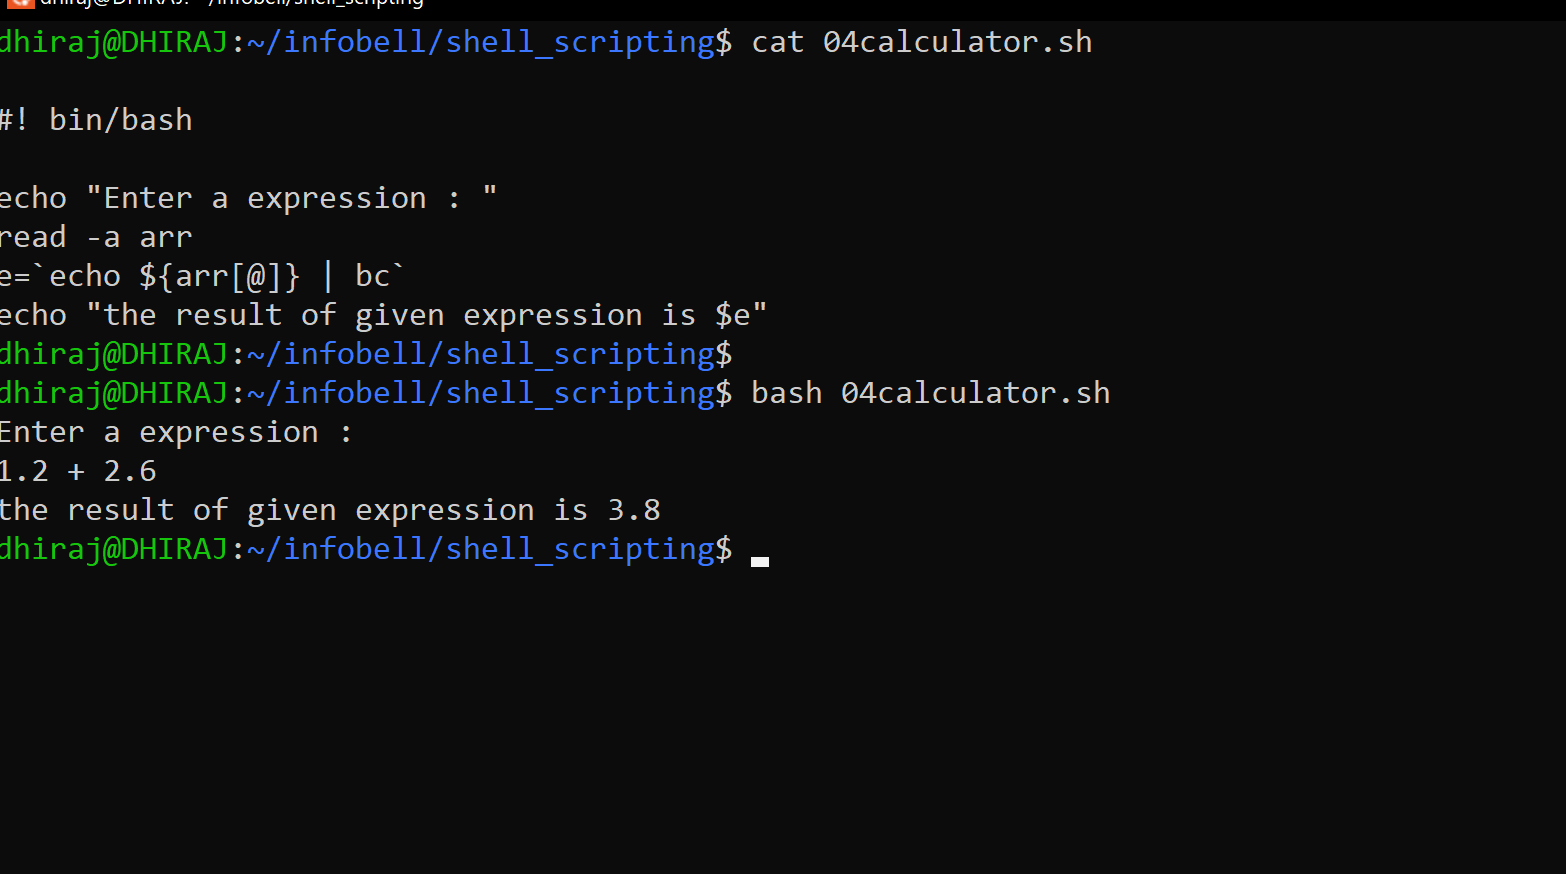 dhiraj@DHIRAJ: ~/infobell/shell_scripting
dhiraj@DHIRAJ:~/infobell/shell_scripting$ cat 04calculator.sh
#! bin/bash
echo "Enter a expression : "
read -a arr
e=`echo ${arr[@]} | bc`
echo "the result of given expression is $e"
dhiraj@DHIRAJ:~/infobell/shell_scripting$
dhiraj@DHIRAJ:~/infobell/shell_scripting$ bash 04calculator.sh
Enter a expression :
1.2 + 2.6
the result of given expression is 3.8
dhiraj@DHIRAJ:~/infobell/shell_scripting$